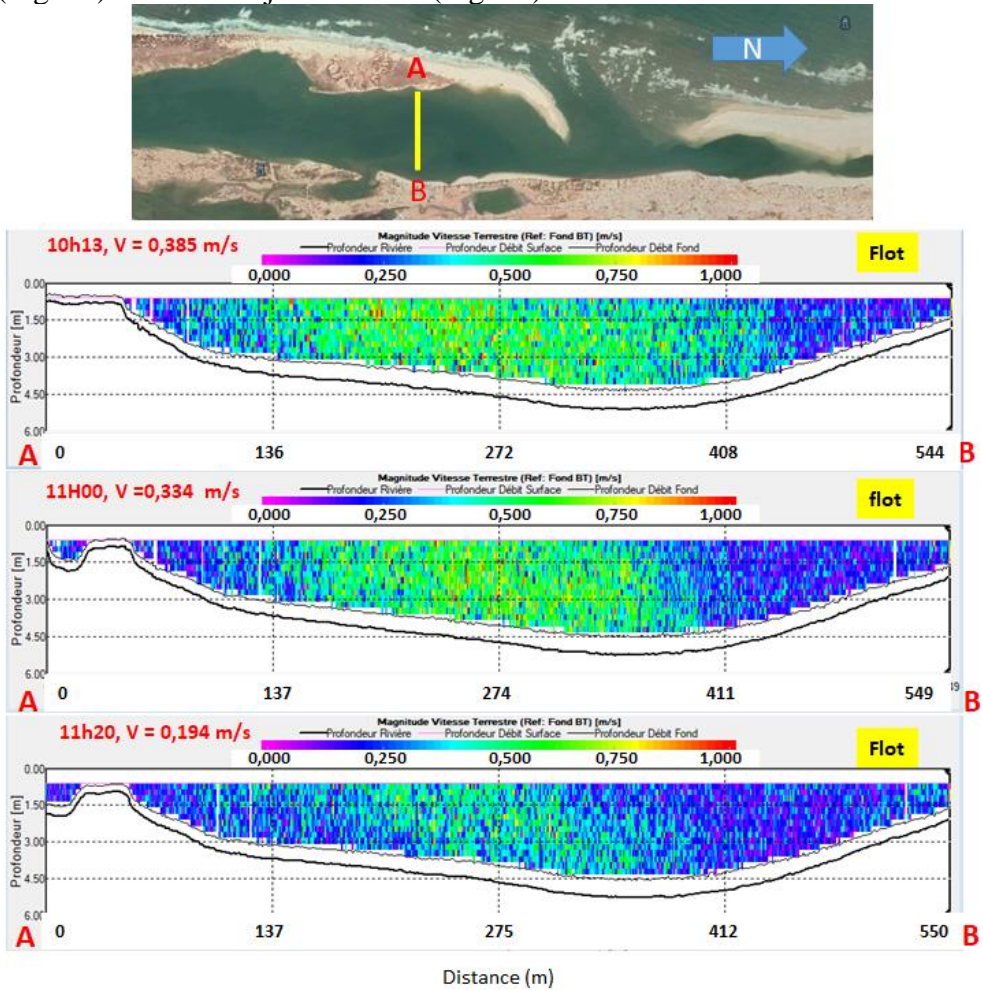 A
N
B
10h13, V = 0,385 m/s
Magnitude Vitesse Terrestre (Ref: Fond BT) [m/s]
Profondeur Rivière Profondeur Débit Surface Profondeur Débit Fond
Flot
0,000 0,250 0,500 0,750 1,000
Profondeur [m]
0.00
1.50
3.00
4.50
6.00
A 0 136 272 408 544 B
11H00, V =0,334 m/s
Magnitude Vitesse Terrestre (Ref: Fond BT) [m/s]
Profondeur Rivière Profondeur Débit Surface Profondeur Débit Fond
flot
0,000 0,250 0,500 0,750 1,000
Profondeur [m]
0.00
1.50
3.00
4.50
6.00
A 0 137 274 411 549 B
11h20, V = 0,194 m/s
Magnitude Vitesse Terrestre (Ref: Fond BT) [m/s]
Profondeur Rivière Profondeur Débit Surface Profondeur Débit Fond
Flot
0,000 0,250 0,500 0,750 1,000
Profondeur [m]
0.00
1.50
3.00
4.50
6.00
A 0 137 275 412 550 B
Distance (m)